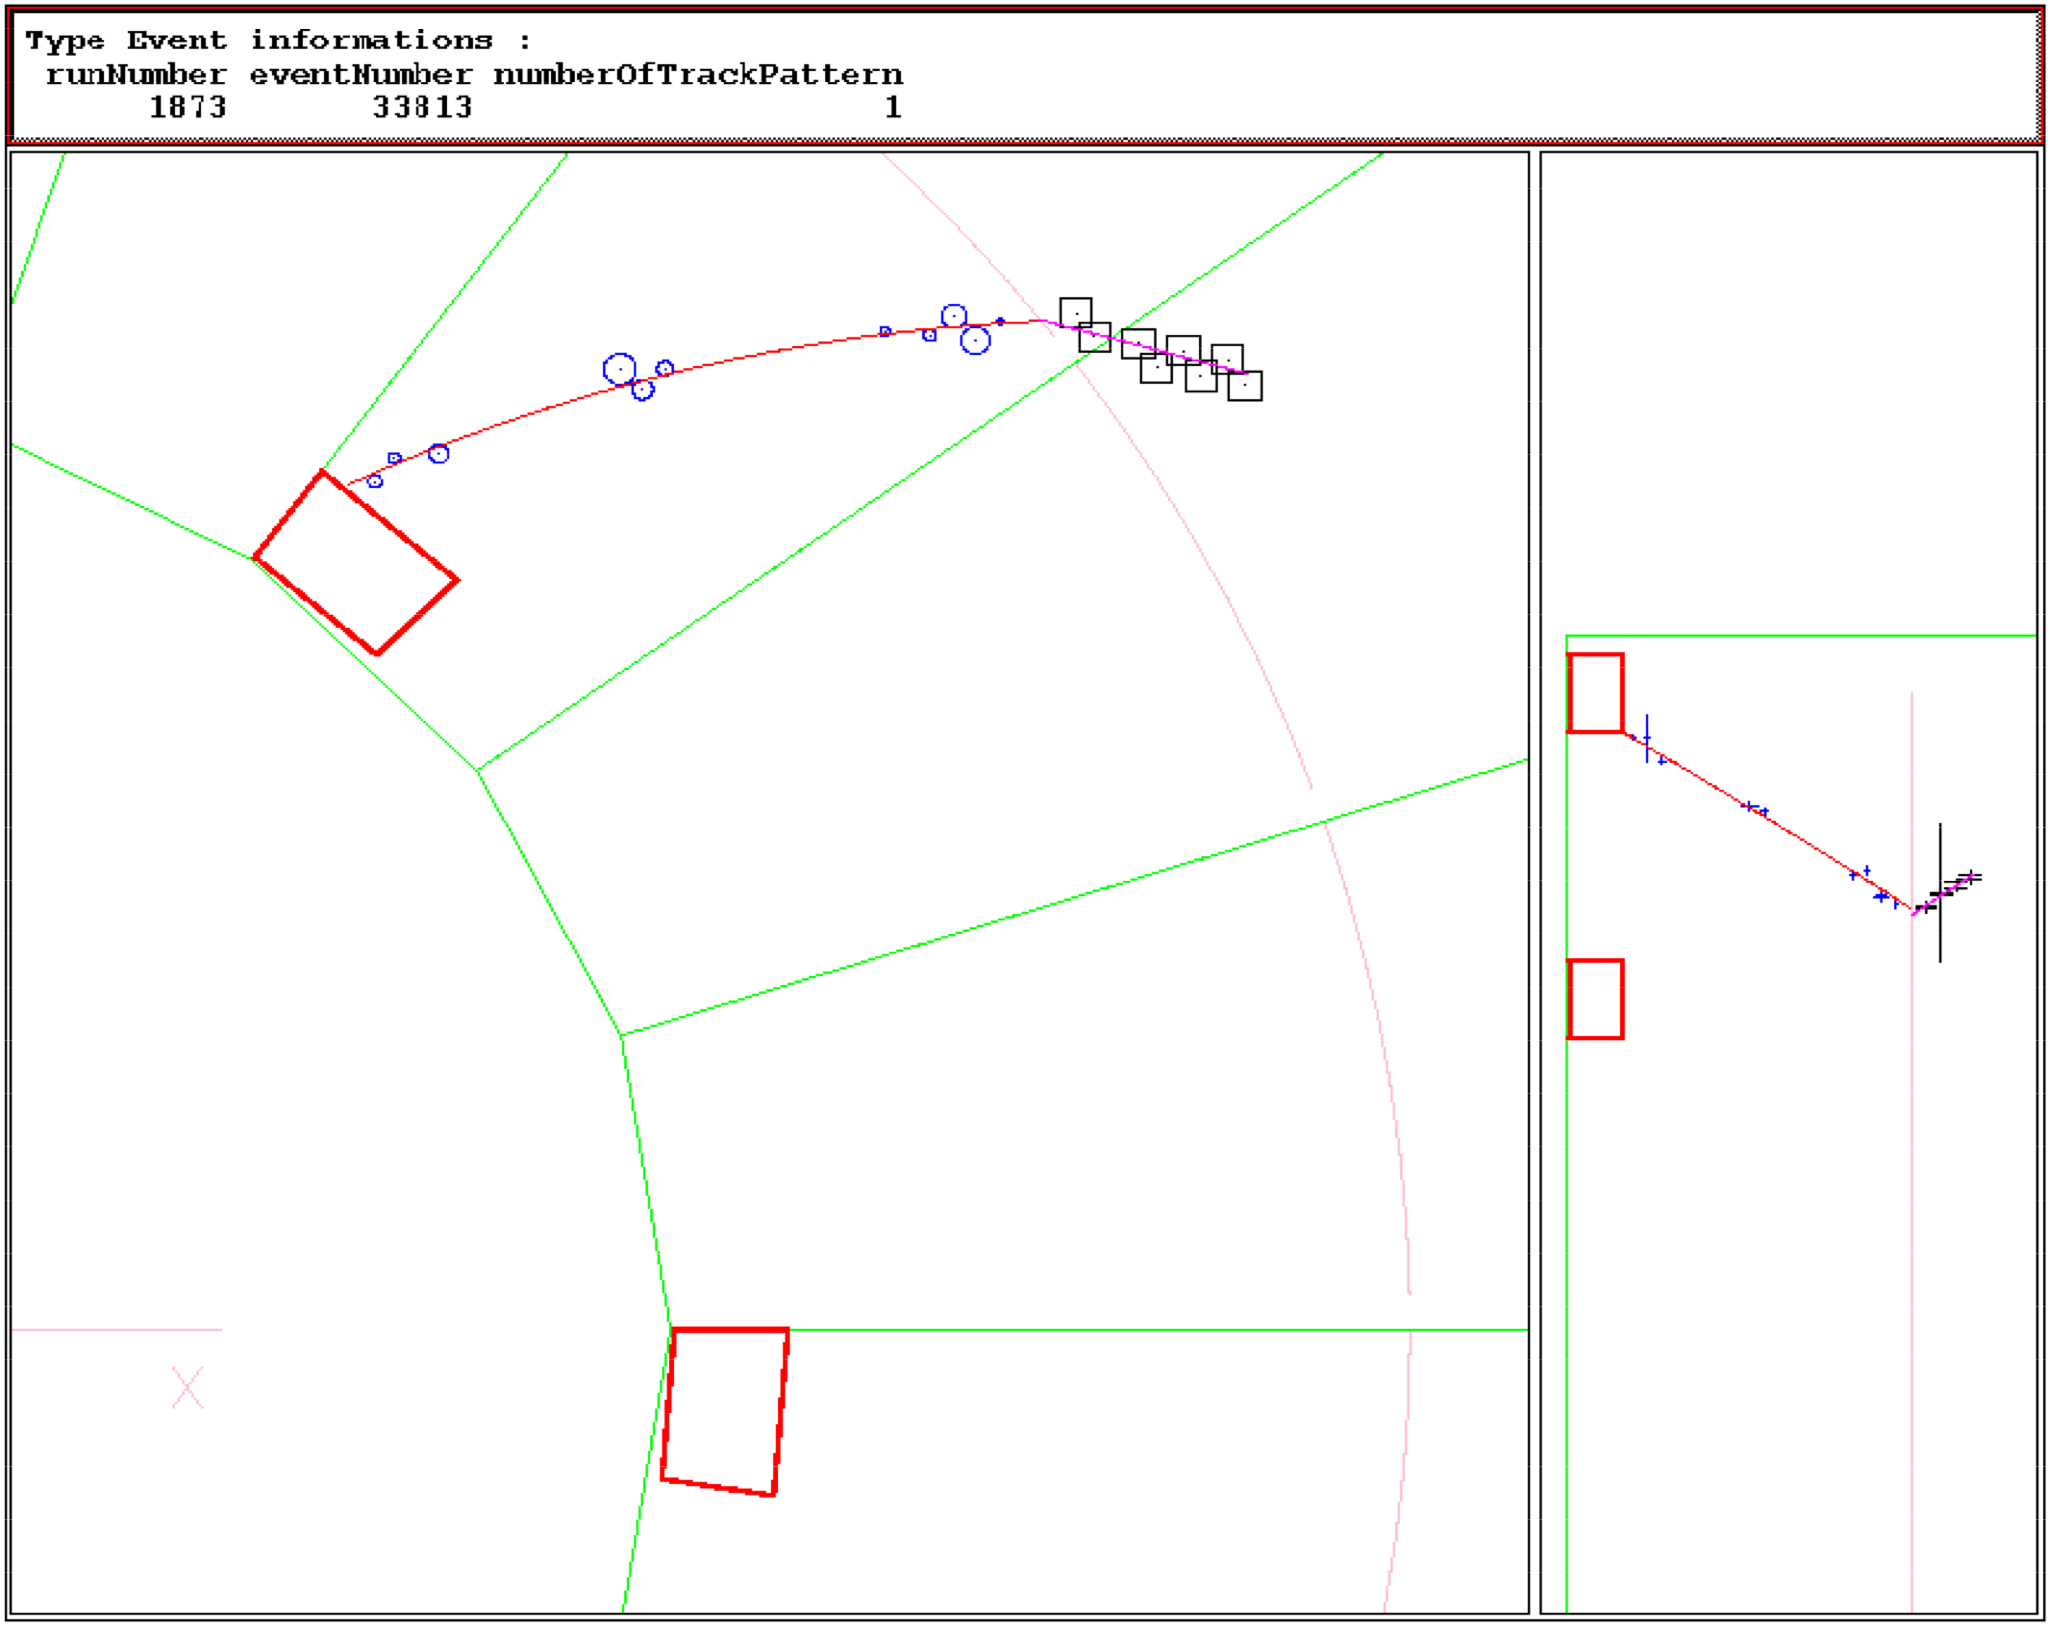 Type Event informations :
runNumber eventNumber numberOfTrackPattern
1873 33813 1
X